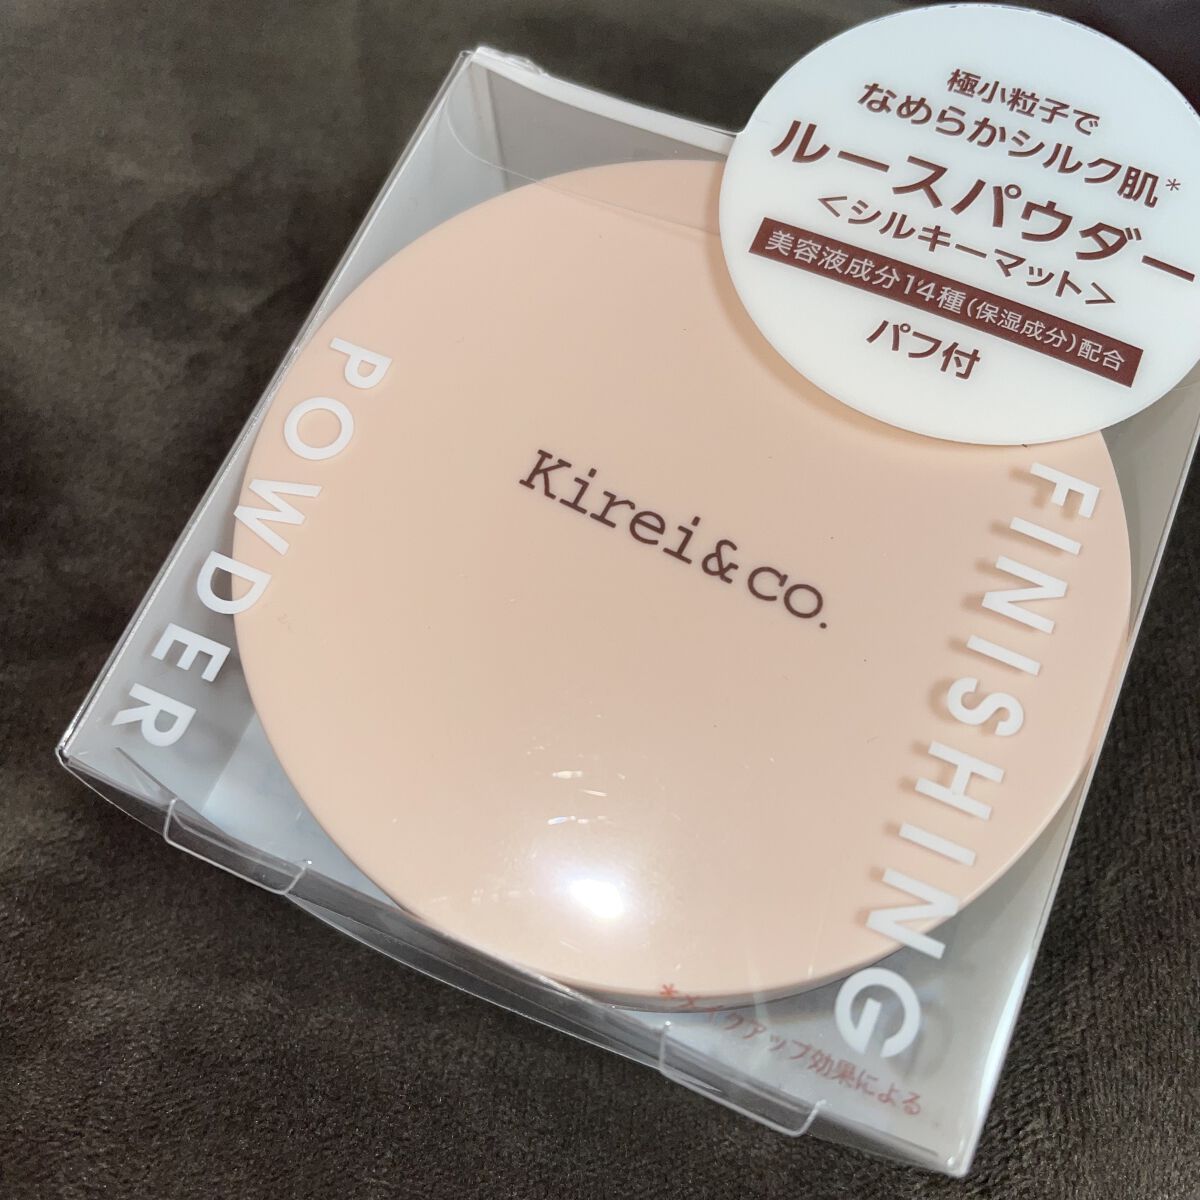 極小粒子で
なめらかシルク肌*
ルースパウダー
<シルキーマット>
美容液成分14種(保湿成分)配合
パフ付
Kirei&co.
FINISHING
POWDER
*メイクアップ効果による